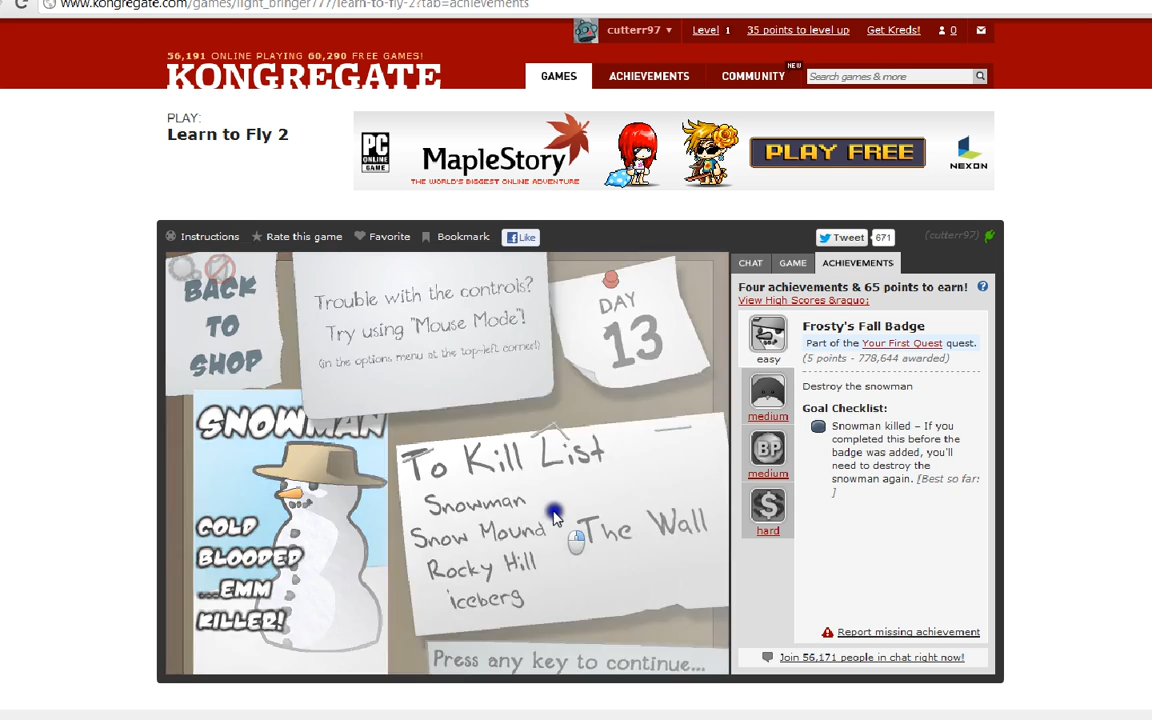 www.kongregate.com/games/light_bringer777/learn-to-fly-2?tab=achievements
cutterr97 ▾ Level 1 35 points to level up Get Kreds! 0
56,191 ONLINE PLAYING 60,290 FREE GAMES!
KONGREGATE
GAMES ACHIEVEMENTS COMMUNITY NEW Search games & more
PLAY:
Learn to Fly 2
PC ONLINE GAME
MapleStory
THE WORLD'S BIGGEST ONLINE ADVENTURE
PLAY FREE
NEXON
Instructions Rate this game Favorite Bookmark Like Tweet 671 (cutterr97)
BACK
TO
SHOP
Trouble with the controls?
Try using "Mouse Mode"!
(in the options menu at the top-left corner!)
DAY
13
SNOWMAN
COLD
BLOODED
...EMM
KILLER!
To Kill List
Snowman
Snow Mound
The Wall
Rocky Hill
iceberg
Press any key to continue...
CHAT GAME ACHIEVEMENTS
Four achievements & 65 points to earn!
View High Scores &raquo;
easy
medium
BP
medium
$
hard
Frosty's Fall Badge
Part of the Your First Quest quest.
(5 points - 778,644 awarded)
Destroy the snowman
Goal Checklist:
Snowman killed – If you
completed this before the
badge was added, you'll
need to destroy the
snowman again. [Best so far:
]
Report missing achievement
Join 56,171 people in chat right now!